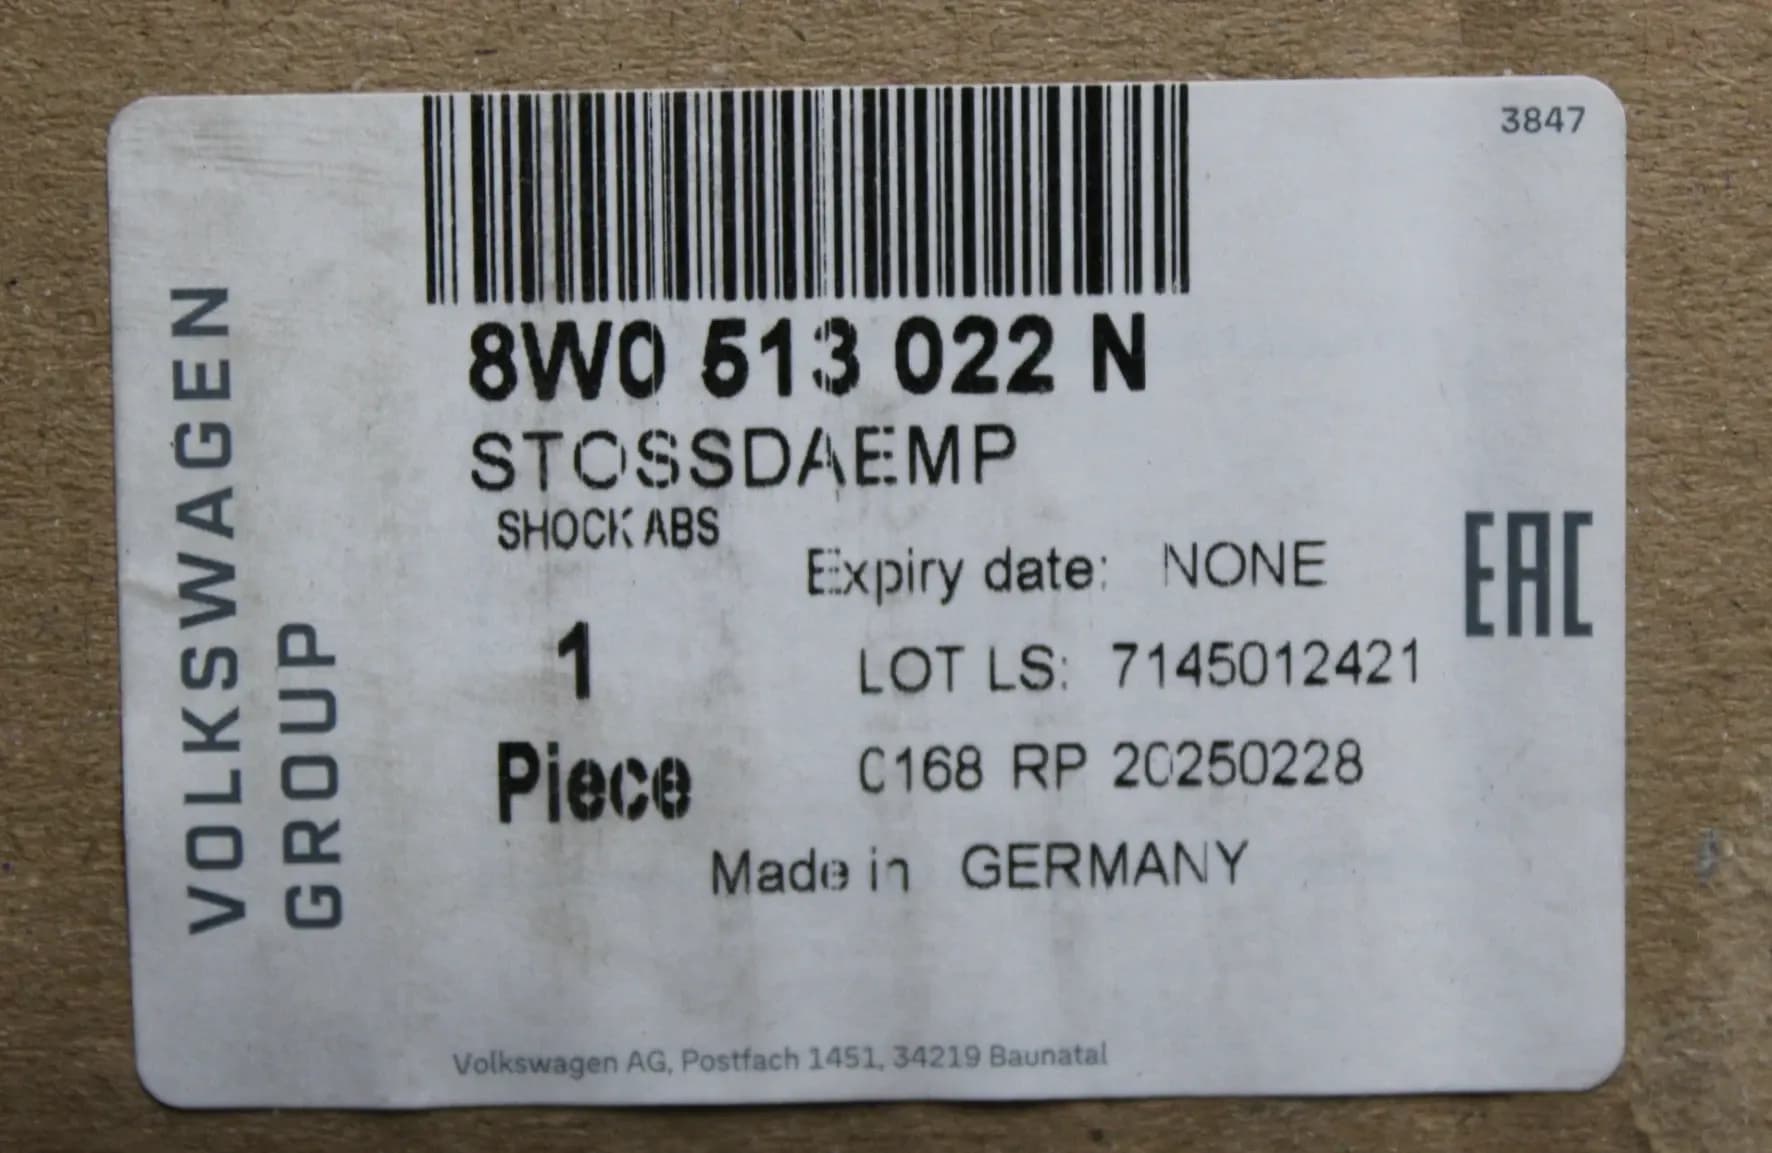 3847
VOLKSWAGEN
GROUP
8W0 513 022 N
STOSSDAEMP
SHOCK ABS
Expiry date: NONE
1
LOT LS: 7145012421
Piece
C168 RP 20250228
Made in GERMANY
EAC
Volkswagen AG, Postfach 1451, 34219 Baunatal